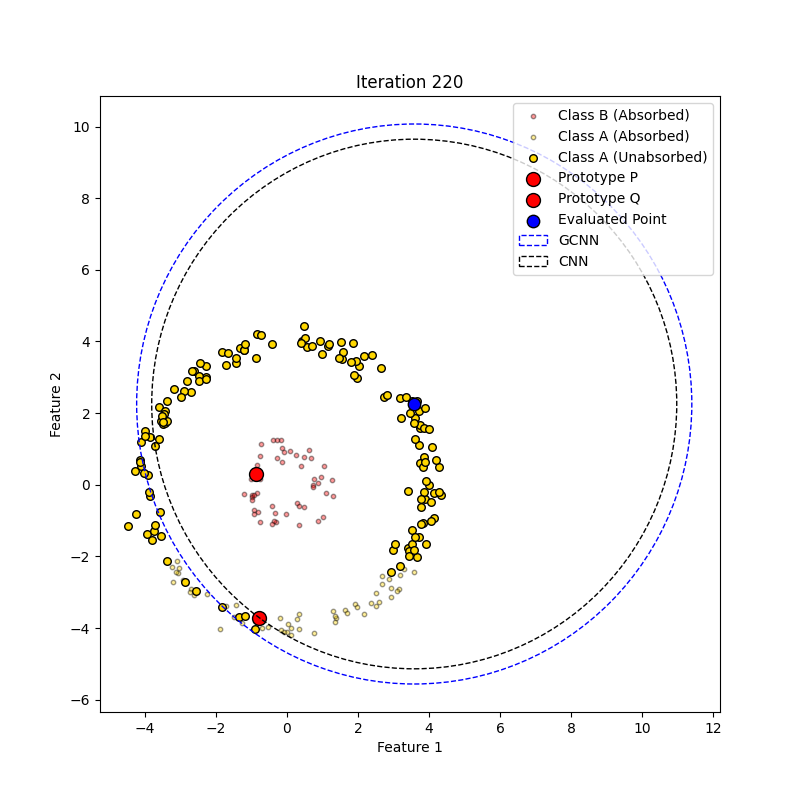 Iteration 220
Class B (Absorbed)
Class A (Absorbed)
Class A (Unabsorbed)
Prototype P
Prototype Q
Evaluated Point
GCNN
CNN
10
8
6
4
2
0
−2
−4
−6
Feature 2
−4 −2 0 2 4 6 8 10 12
Feature 1